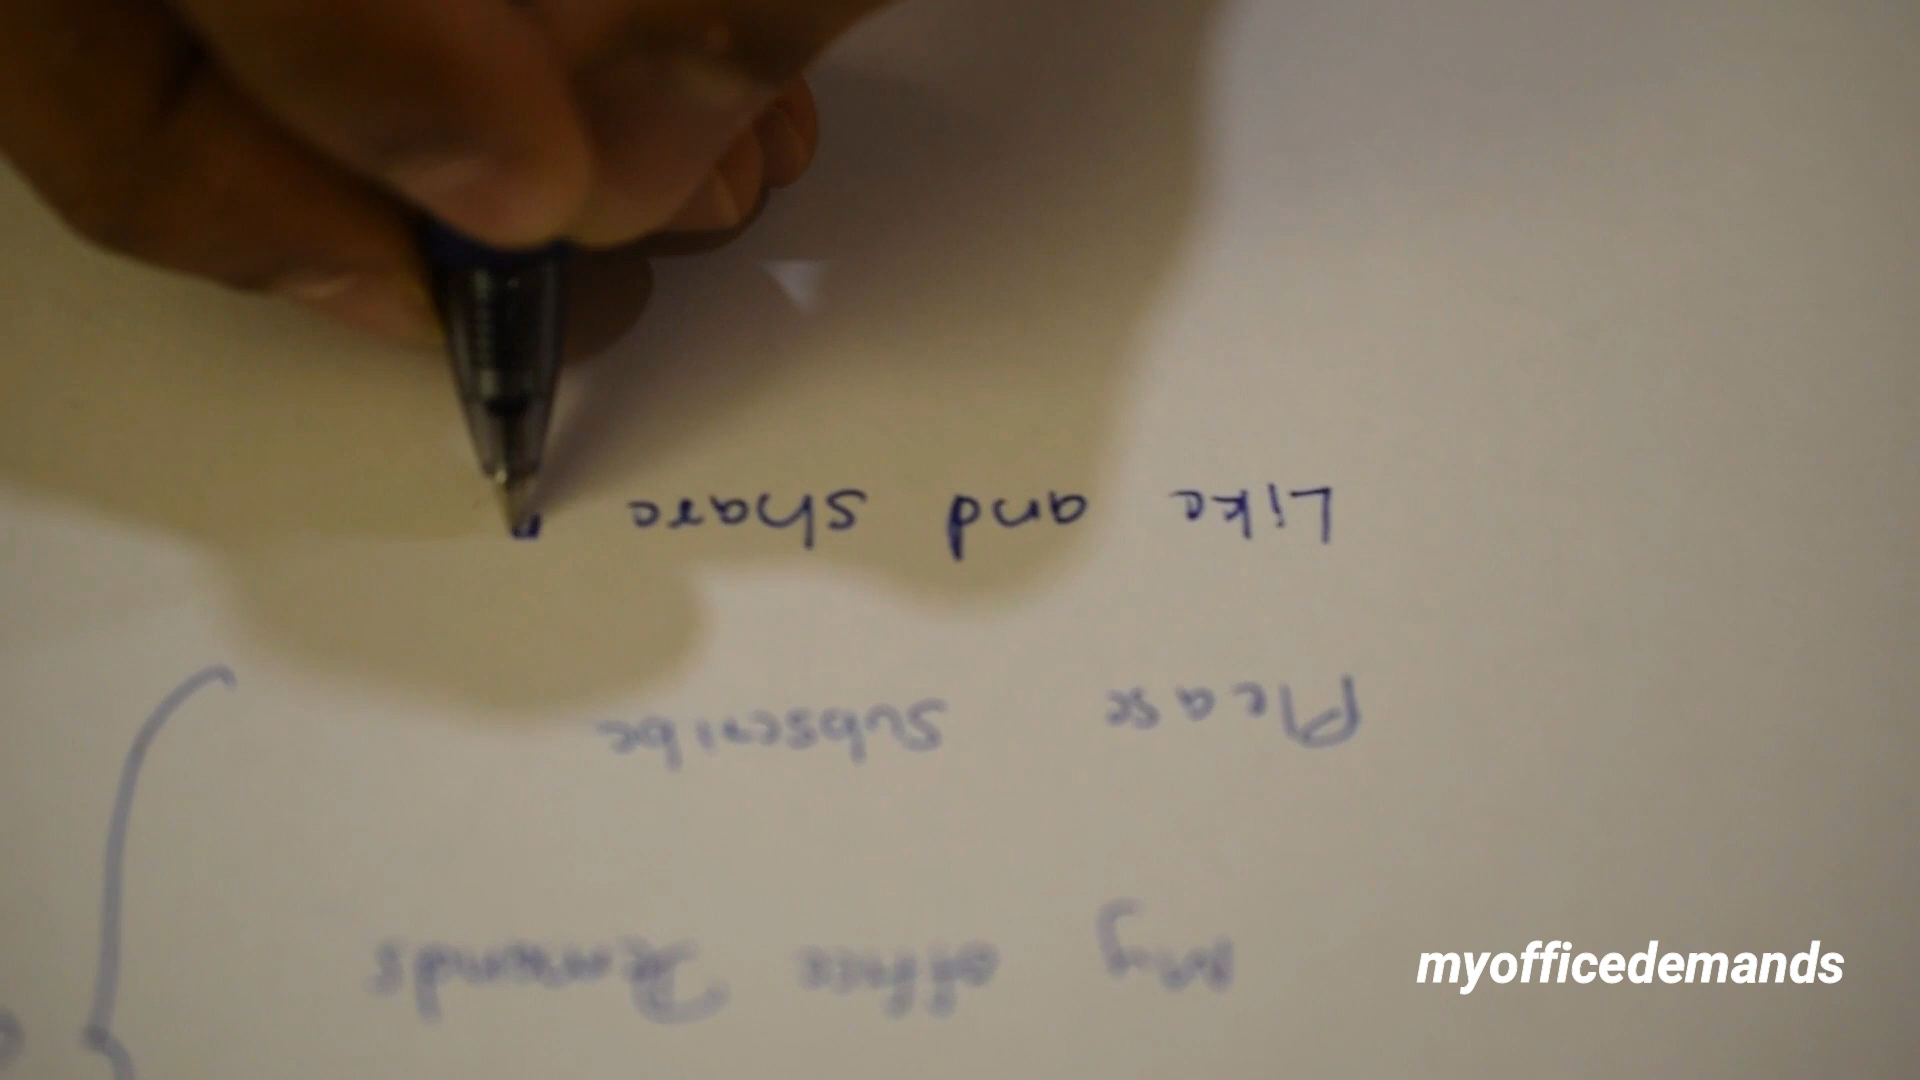 My office Demands
Please Subscribe
Like and share
myofficedemands